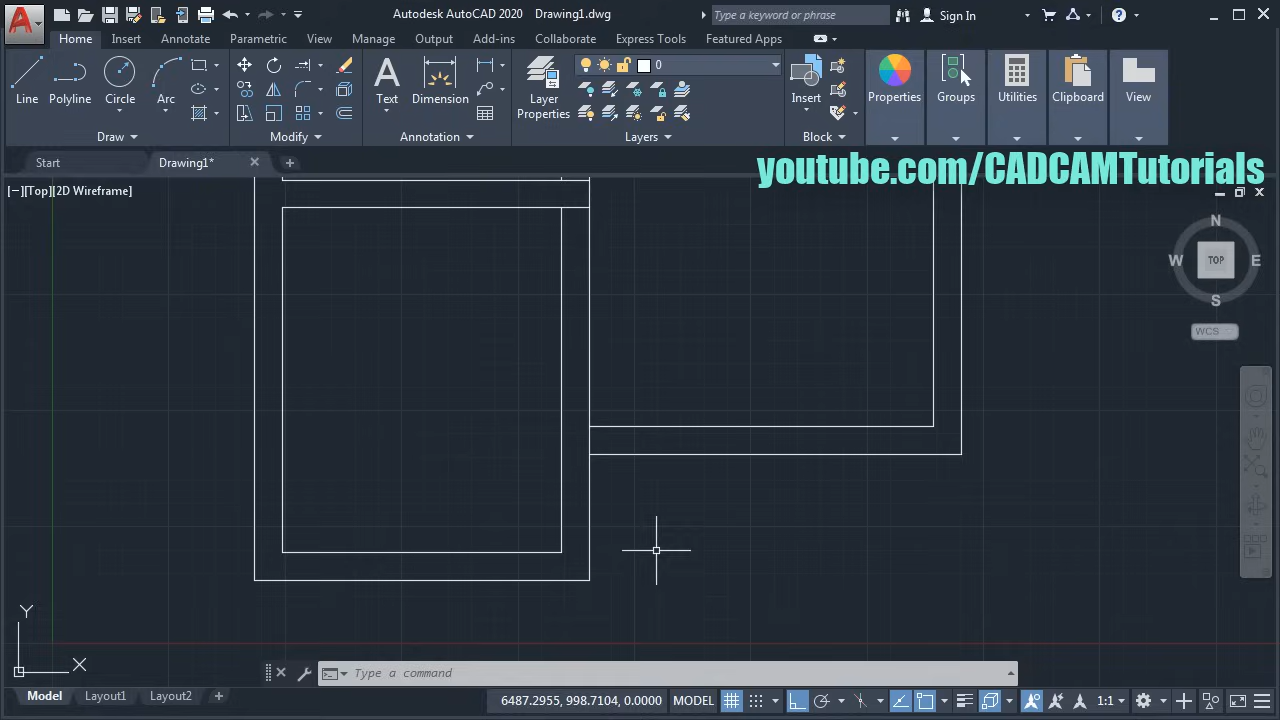 Autodesk AutoCAD 2020 Drawing1.dwg
Type a keyword or phrase
Sign In
Home Insert Annotate Parametric View Manage Output Add-ins Collaborate Express Tools Featured Apps
0
Line Polyline Circle Arc
Text Dimension
Layer Properties
Insert Properties Groups Utilities Clipboard View
Draw Modify Annotation Layers Block
Start Drawing1*
youtube.com/CADCAMTutorials
[−][Top][2D Wireframe]
N
W TOP E
S
WCS
Y
X
Type a command
Model Layout1 Layout2
6487.2955, 998.7104, 0.0000 MODEL 1:1